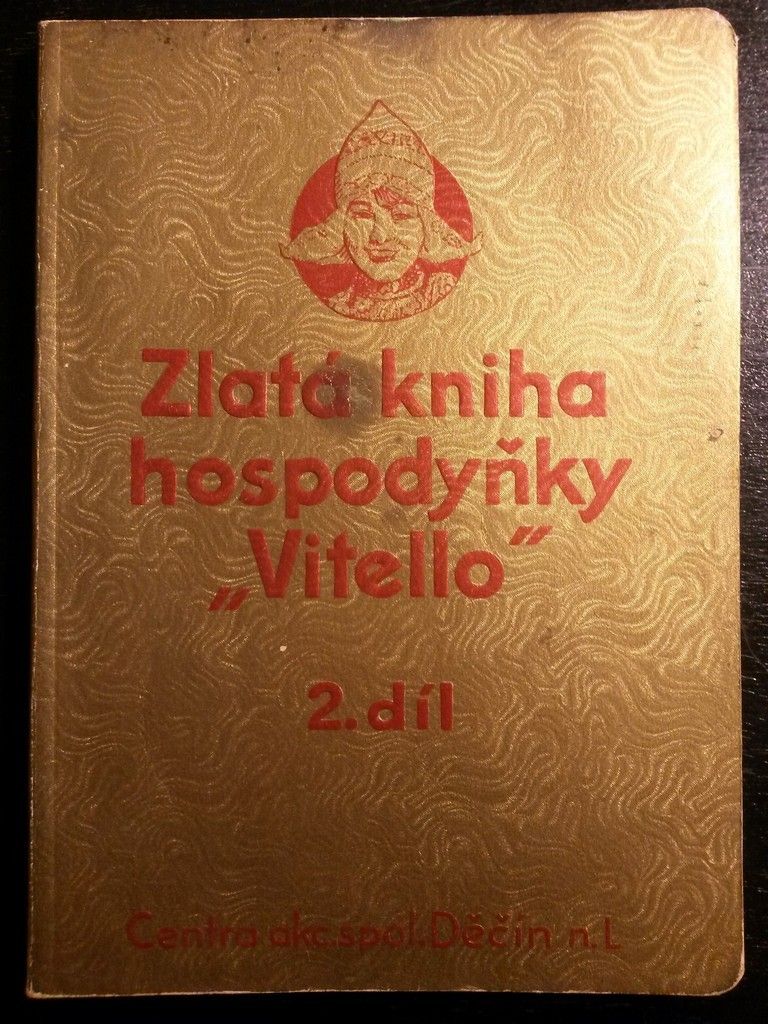 Zlatá kniha
hospodyňky
„Vitello"
2. díl
Centra akc. spol. Děčín n. L